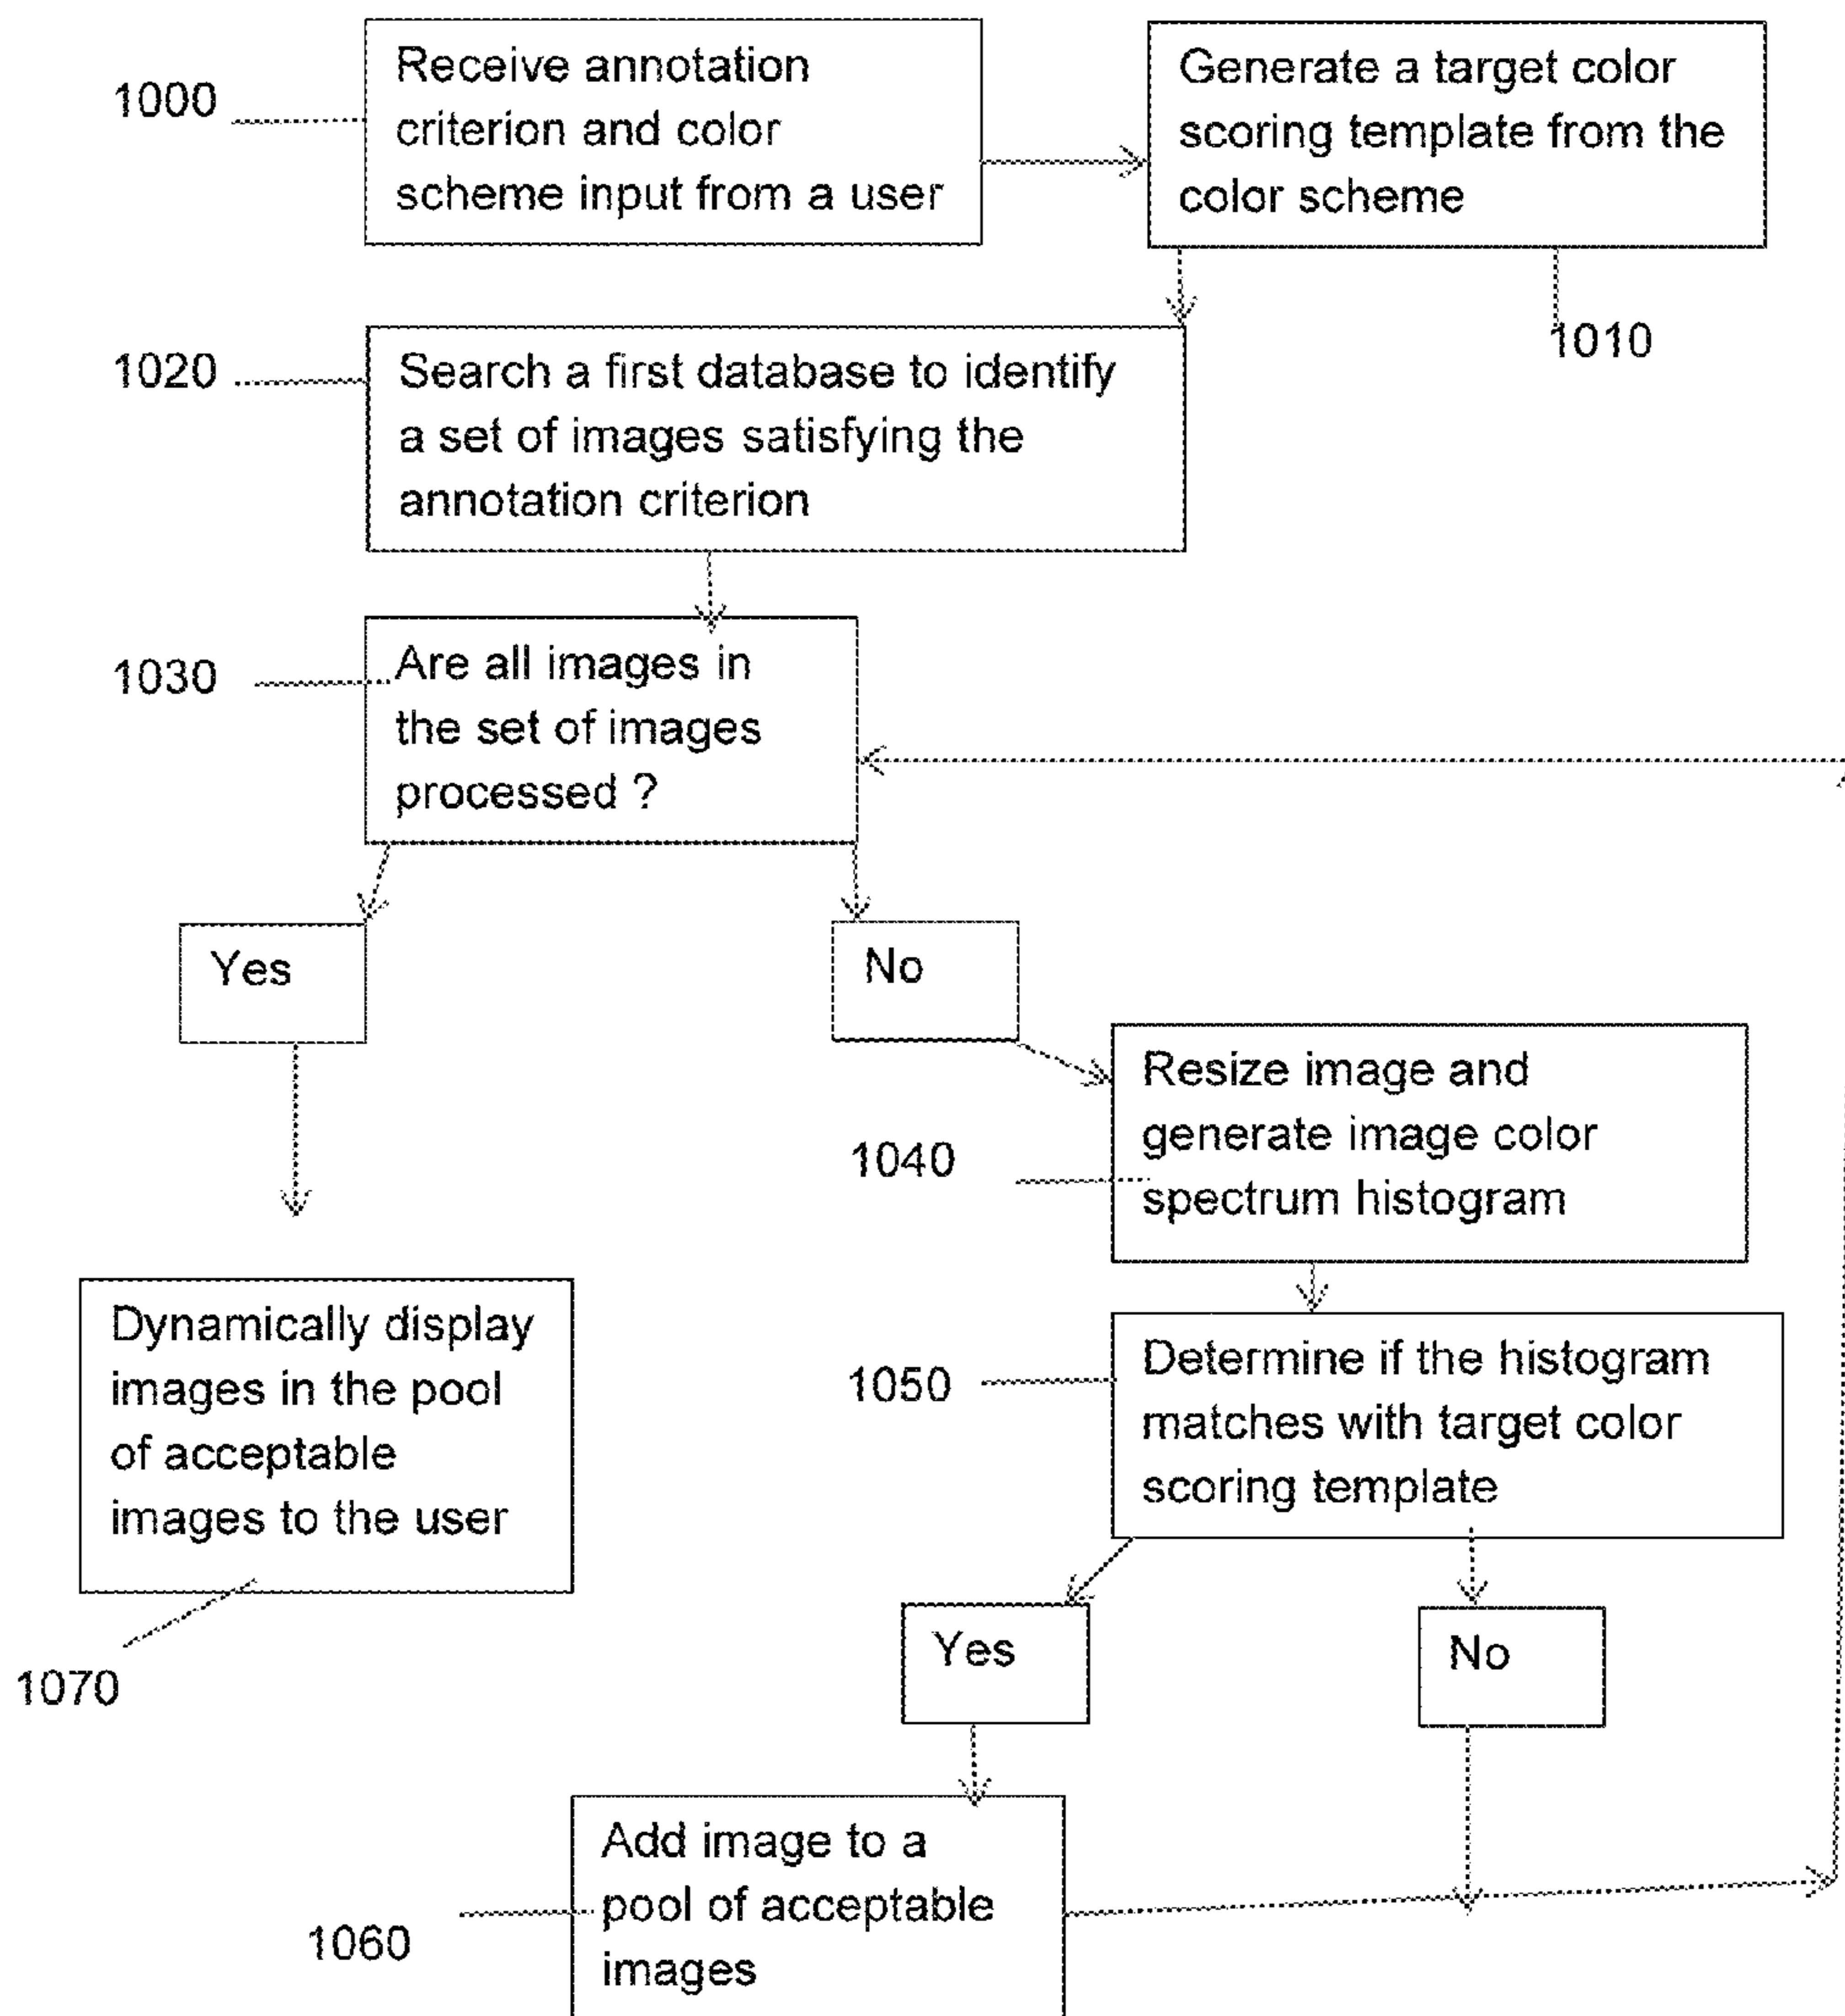 1000
Receive annotation
criterion and color
scheme input from a user
Generate a target color
scoring template from the
color scheme
1010
1020
Search a first database to identify
a set of images satisfying the
annotation criterion
1030
Are all images in
the set of images
processed ?
Yes
No
1040
Resize image and
generate image color
spectrum histogram
Dynamically display
images in the pool
of acceptable
images to the user
1070
1050
Determine if the histogram
matches with target color
scoring template
Yes
No
1060
Add image to a
pool of acceptable
images